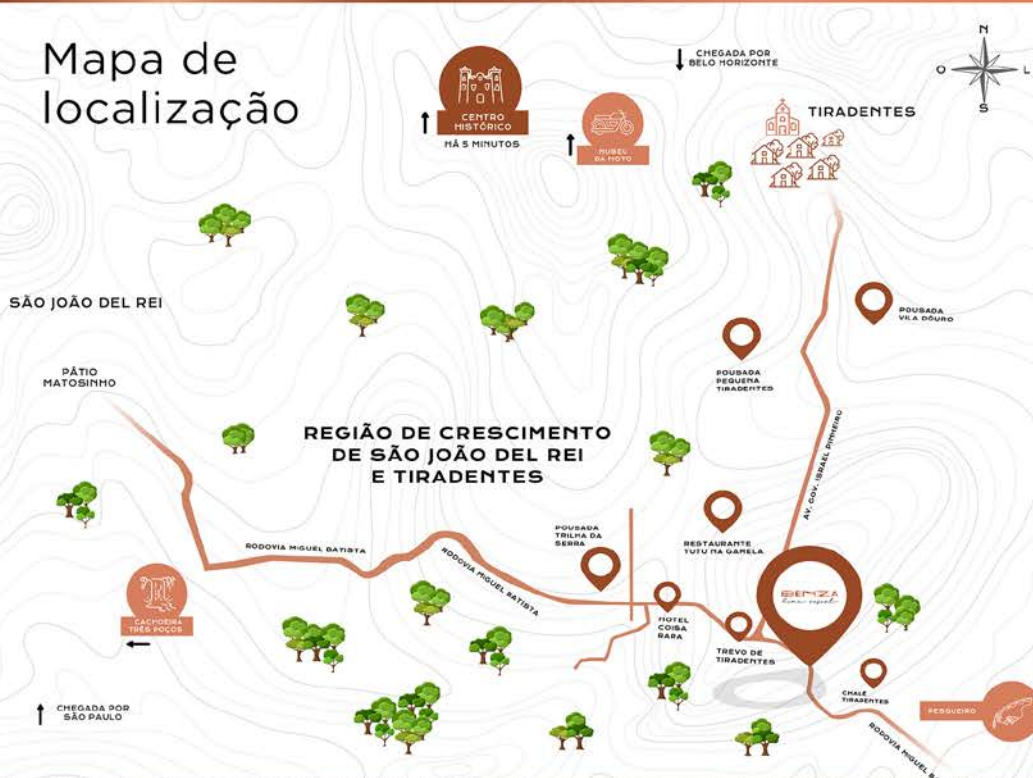 Mapa de
localização
CENTRO
HISTÓRICO
HÁ 5 MINUTOS
MUSEU
DA MOTO
CHEGADA POR
BELO HORIZONTE
N
O
L
S
TIRADENTES
SÃO JOÃO DEL REI
PÁTIO
MATOSINHO
POUSADA
VILA DÔURO
POUSADA
PEQUENA
TIRADENTES
REGIÃO DE CRESCIMENTO
DE SÃO JOÃO DEL REI
E TIRADENTES
AV. GOV. ISRAEL PINHEIRO
RESTAURANTE
TUTU NA GAMELA
POUSADA
TRILHA DA
SERRA
RODOVIA MIGUEL BATISTA
RODOVIA MIGUEL BATISTA
CACHOEIRA
TRÊS POÇOS
HOTEL
COISA
RARA
TREVO DE
TIRADENTES
CHALÉ
TIRADENTES
CHEGADA POR
SÃO PAULO
PESQUEIRO
RODOVIA MIGUEL